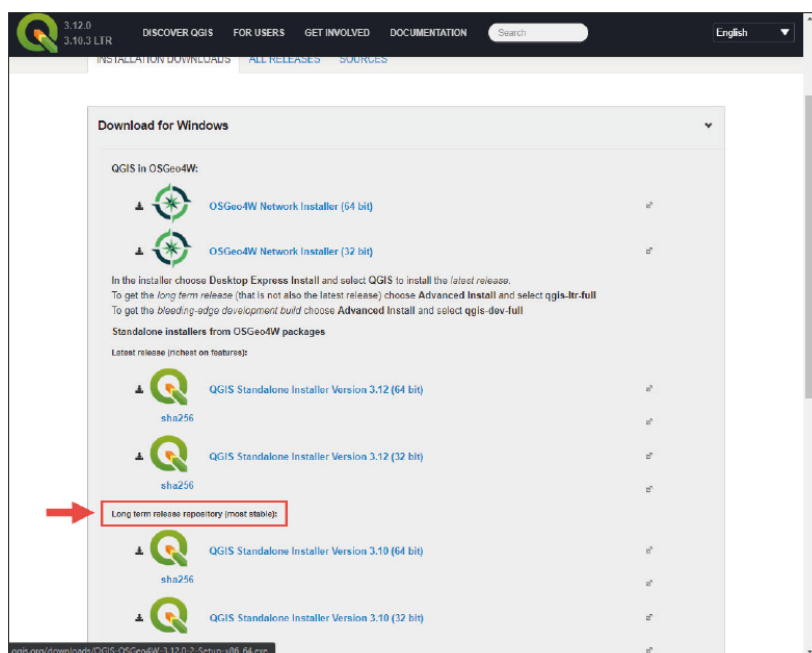 3.12.0
3.10.3 LTR
DISCOVER QGIS FOR USERS GET INVOLVED DOCUMENTATION Search English
INSTALLATION DOWNLOADS ALL RELEASES SOURCES
Download for Windows
QGIS in OSGeo4W:
OSGeo4W Network Installer (64 bit)
OSGeo4W Network Installer (32 bit)
In the installer choose Desktop Express Install and select QGIS to install the latest release.
To get the long term release (that is not also the latest release) choose Advanced Install and select qgis-ltr-full
To get the bleeding-edge development build choose Advanced Install and select qgis-dev-full
Standalone installers from OSGeo4W packages
Latest release (richest on features):
QGIS Standalone Installer Version 3.12 (64 bit)
sha256
QGIS Standalone Installer Version 3.12 (32 bit)
sha256
Long term release repository (most stable):
QGIS Standalone Installer Version 3.10 (64 bit)
sha256
QGIS Standalone Installer Version 3.10 (32 bit)
qgis.org/downloads/QGIS-OSGeo4W-3.12.0-2-Setup-x86_64.exe